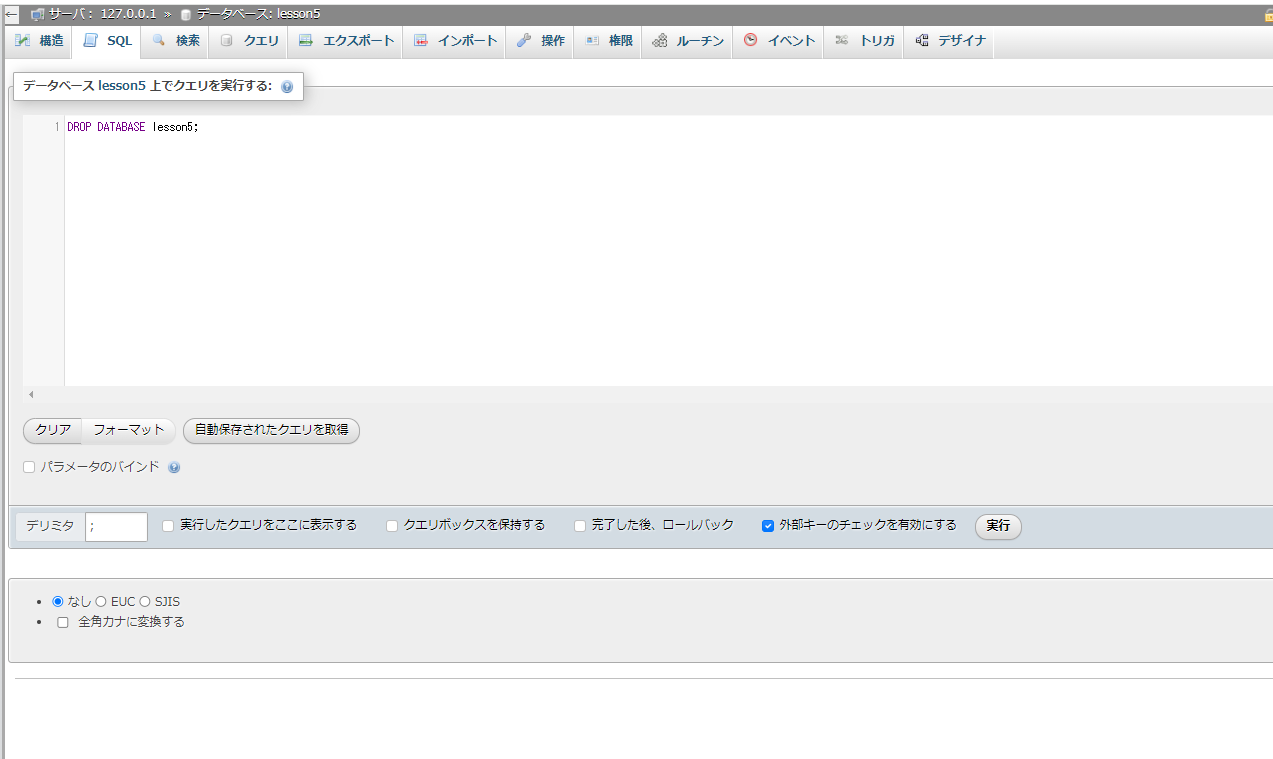 サーバ: 127.0.0.1 » データベース: lesson5
構造 SQL 検索 クエリ エクスポート インポート 操作 権限 ルーチン イベント トリガ デザイナ
データベース lesson5 上でクエリを実行する:
1 DROP DATABASE lesson5;
クリア フォーマット 自動保存されたクエリを取得
パラメータのバインド
デリミタ ; 実行したクエリをここに表示する クエリボックスを保持する 完了した後、ロールバック 外部キーのチェックを有効にする 実行
なし EUC SJIS
全角カナに変換する